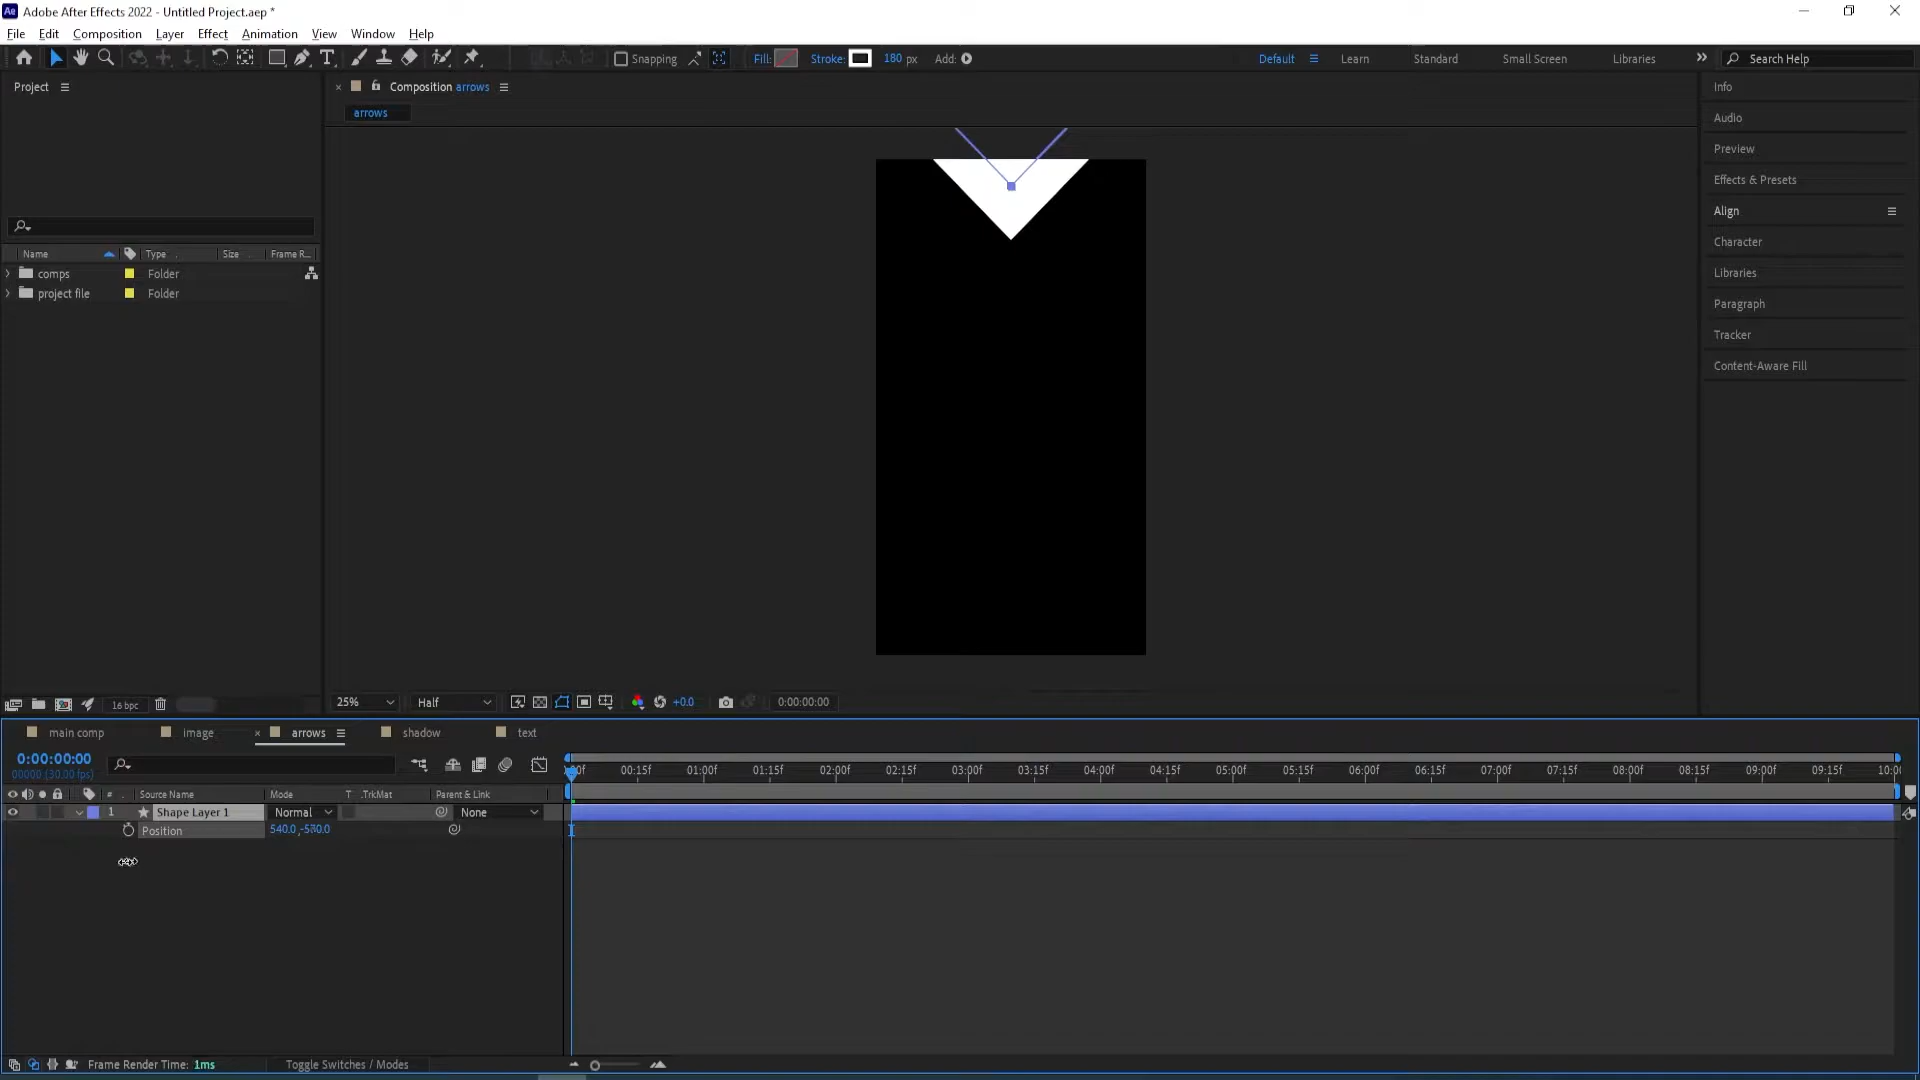 Ae Adobe After Effects 2022 - Untitled Project.aep *
File Edit Composition Layer Effect Animation View Window Help
Snapping Fill: Stroke: 180 px Add: Default Learn Standard Small Screen Libraries Search Help
Project
Composition arrows
arrows
Name Type Size Frame R...
comps Folder
project file Folder
16 bpc
25% Half +0.0 0:00:00:00
Info
Audio
Preview
Effects & Presets
Align
Character
Libraries
Paragraph
Tracker
Content-Aware Fill
main comp image arrows shadow text
0:00:00:00
00000 (30.00 fps)
00:15f 01:00f 01:15f 02:00f 02:15f 03:00f 03:15f 04:00f 04:15f 05:00f 05:15f 06:00f 06:15f 07:00f 07:15f 08:00f 08:15f 09:00f 09:15f 10:0
# Source Name Mode T .TrkMat Parent & Link
1 Shape Layer 1 Normal None
Position 540.0 ,-530.0
Frame Render Time: 1ms Toggle Switches / Modes